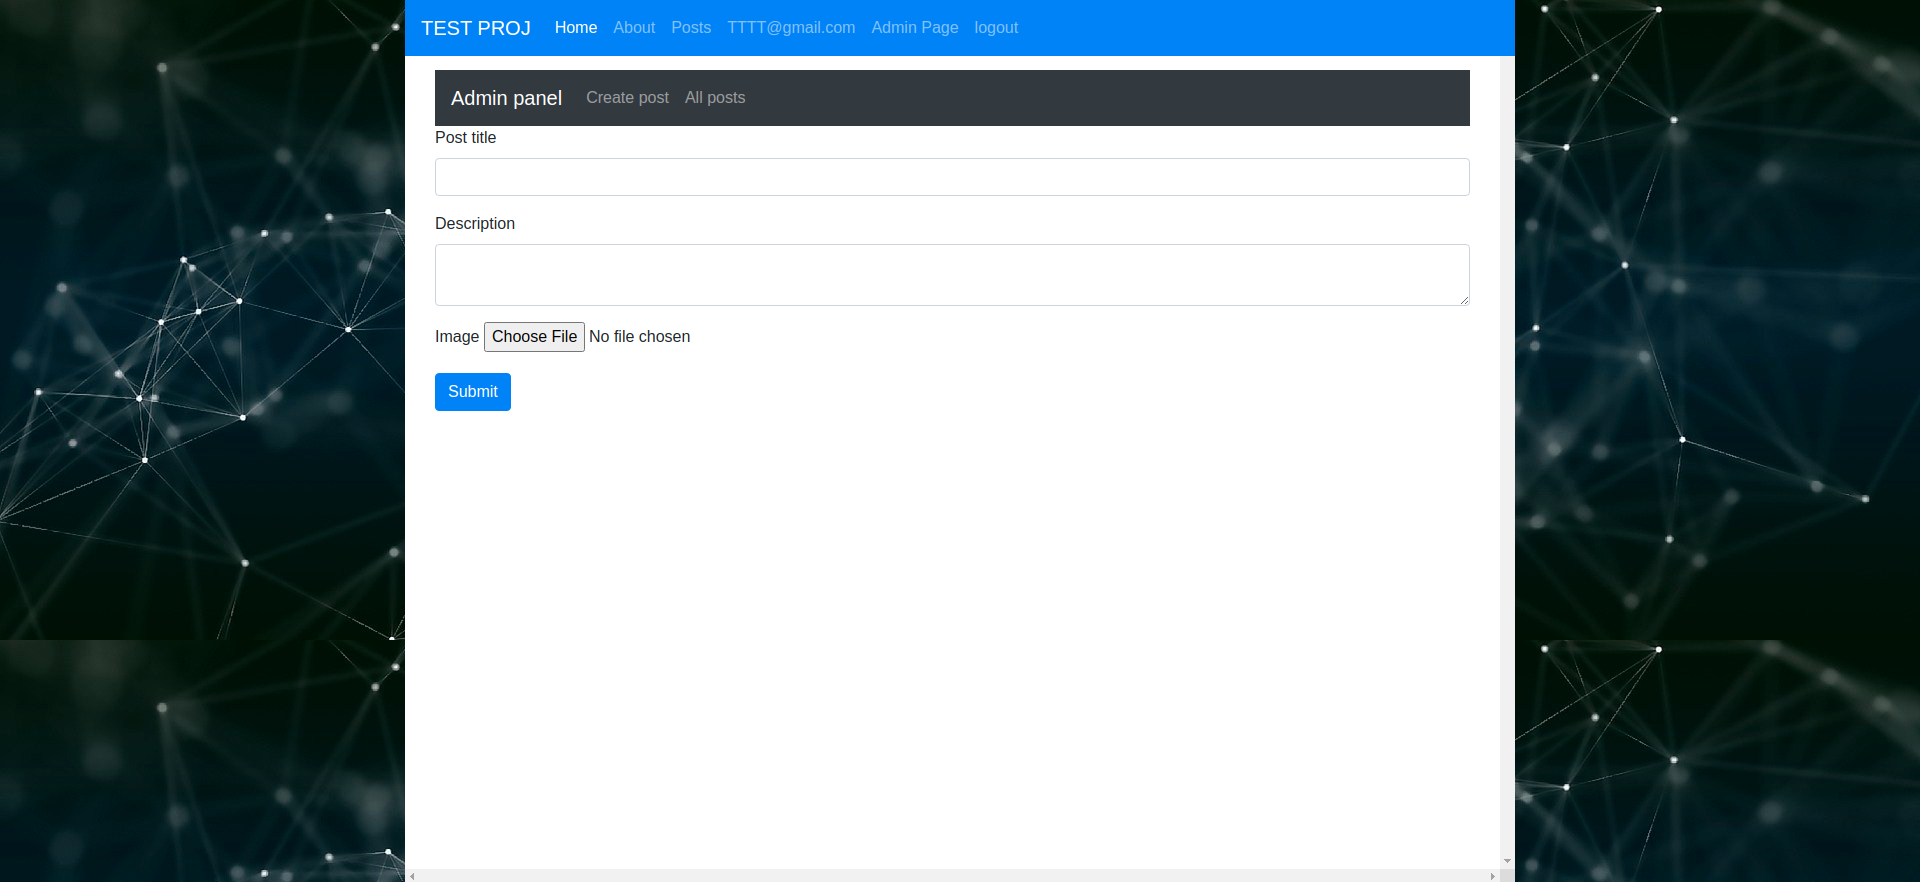 TEST PROJ Home About Posts TTTT@gmail.com Admin Page logout
Admin panel Create post All posts
Post title
Description
Image Choose File No file chosen
Submit